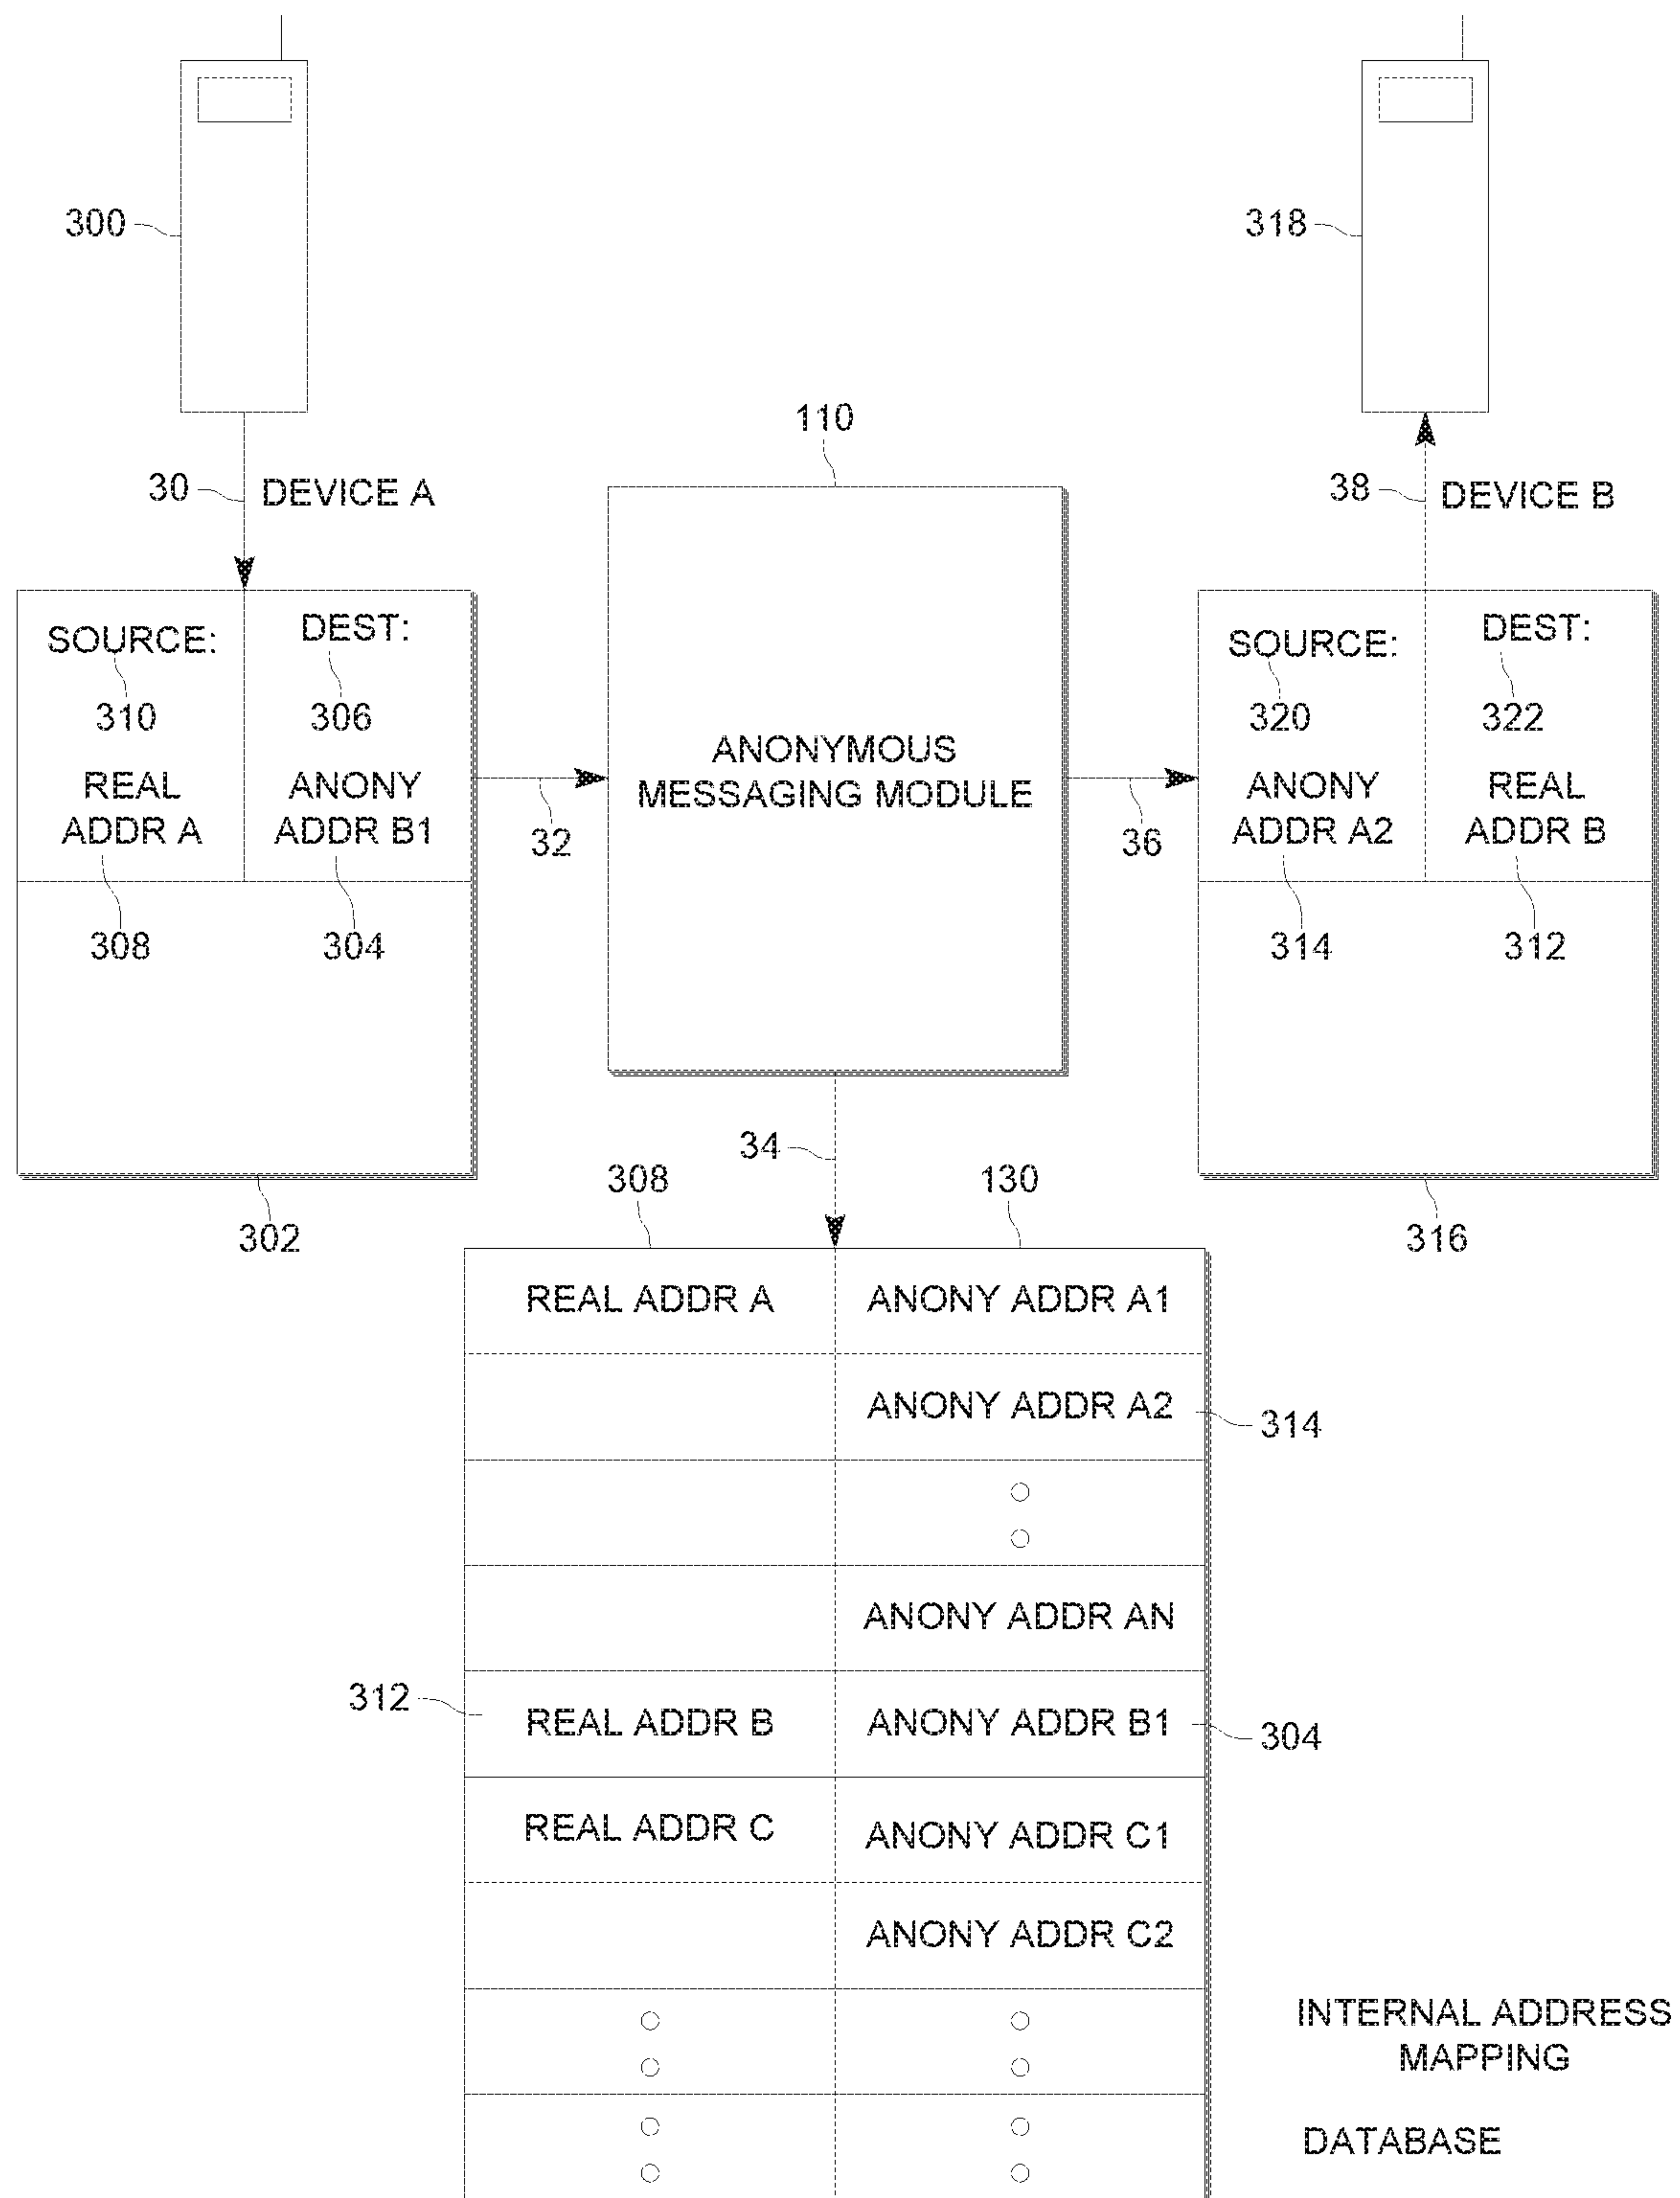 300
318
110
30
DEVICE A
38
DEVICE B
SOURCE:
DEST:
310
306
REAL
ADDR A
ANONY
ADDR B1
308
304
32
ANONYMOUS
MESSAGING MODULE
36
SOURCE:
DEST:
320
322
ANONY
ADDR A2
REAL
ADDR B
314
312
302
34
316
308
130
REAL ADDR A
ANONY ADDR A1
ANONY ADDR A2
314
ANONY ADDR AN
312
REAL ADDR B
ANONY ADDR B1
304
REAL ADDR C
ANONY ADDR C1
ANONY ADDR C2
INTERNAL ADDRESS
MAPPING
DATABASE